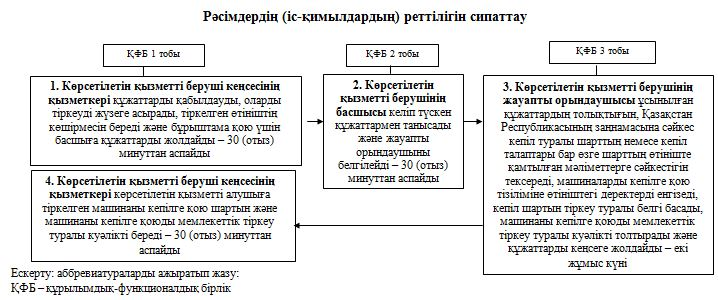 Рәсімдердің (іс-қимылдардың) реттілігін сипаттау
ҚФБ 1 тобы
ҚФБ 2 тобы
ҚФБ 3 тобы
1. Көрсетілетін қызметті беруші кеңсесінің
қызметкері құжаттарды қабылдауды, оларды
тіркеуді жүзеге асырады, тіркелген өтініштің
көшірмесін береді және бұрыштама қою үшін
басшыға құжаттарды жолдайды – 30 (отыз)
минуттан аспайды
2. Көрсетілетін
қызметті берушінің
басшысы келіп түскен
құжаттармен танысады
және жауапты
орындаушыны
белгілейді – 30 (отыз)
минуттан аспайды
3. Көрсетілетін қызметті берушінің
жауапты орындаушысы ұсынылған
құжаттардың толықтығын, Қазақстан
Республикасының заңнамасына сәйкес
кепіл туралы шарттың немесе кепіл
талаптары бар өзге шарттың өтініште
қамтылған мәліметтерге сәйкестігін
тексереді, машиналарды кепілге қою
тізіліміне өтініштегі деректерді енгізеді,
кепіл шартын тіркеу туралы белгі басады,
машинаны кепілге қоюды мемлекеттік
тіркеу туралы куәлікті толтырады және
құжаттарды кеңсеге жолдайды – екі
жұмыс күні
4. Көрсетілетін қызметті беруші кеңсесінің
қызметкері көрсетілетін қызметті алушыға
тіркелген машинаны кепілге қою шартын және
машинаны кепілге қоюды мемлекеттік тіркеу
туралы куәлікті береді – 30 (отыз) минуттан
аспайды
Ескерту: аббревиатураларды ажыратып жазу:
ҚФБ – құрылымдық-функционалдық бірлік